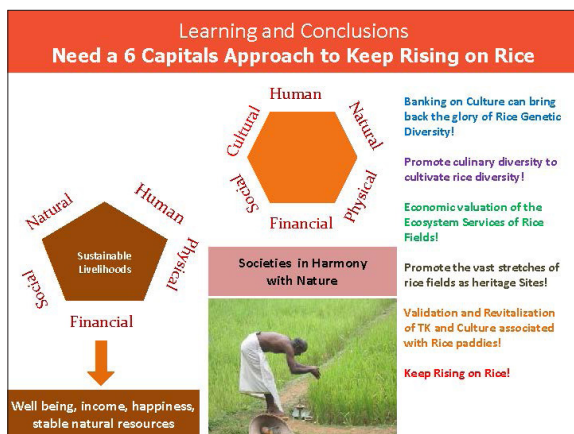 Learning and Conclusions
Need a 6 Capitals Approach to Keep Rising on Rice
Human
Cultural
Natural
Social
Physical
Financial
Natural
Human
Social
Physical
Sustainable
Livelihoods
Financial
Well being, income, happiness,
stable natural resources
Societies in Harmony
with Nature
Banking on Culture can bring
back the glory of Rice Genetic
Diversity!
Promote culinary diversity to
cultivate rice diversity!
Economic valuation of the
Ecosystem Services of Rice
Fields!
Promote the vast stretches of
rice fields as heritage Sites!
Validation and Revitalization
of TK and Culture associated
with Rice paddies!
Keep Rising on Rice!